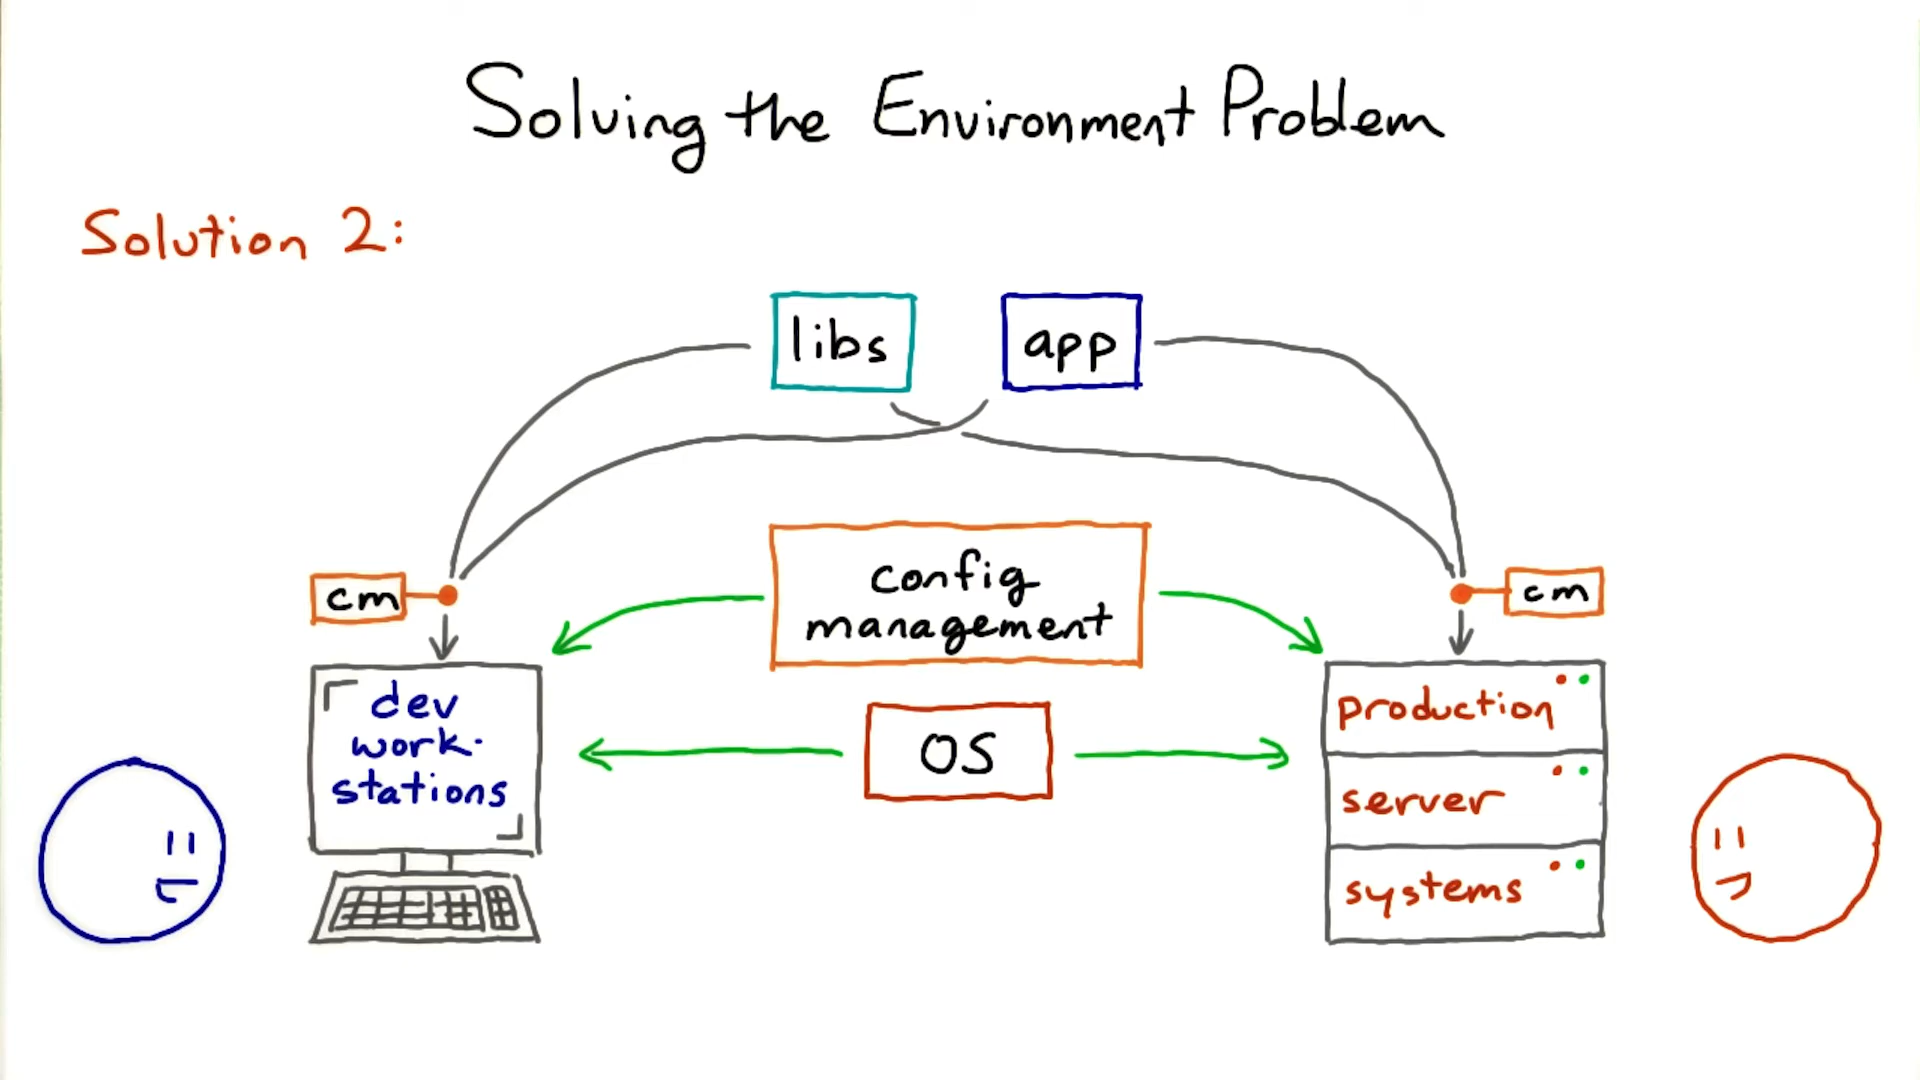 Solving the Environment Problem
Solution 2:
libs
app
config
management
cm
cm
OS
dev
work-
stations
production
server
systems